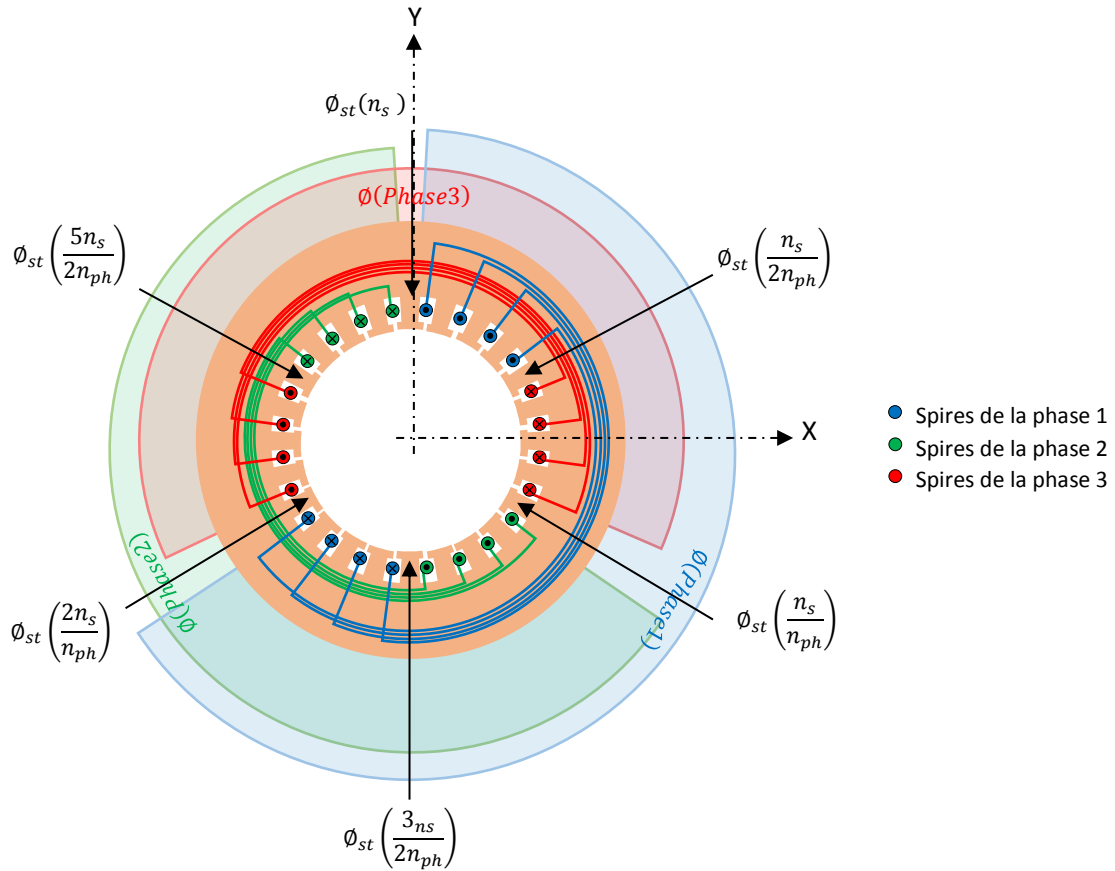 Y
∅st(ns)
∅(Phase3)
∅st(5ns/2nph)
∅st(ns/2nph)
X
Spires de la phase 1
Spires de la phase 2
Spires de la phase 3
∅(Phase2)
∅(Phase1)
∅st(2ns/nph)
∅st(ns/nph)
∅st(3ns/2nph)